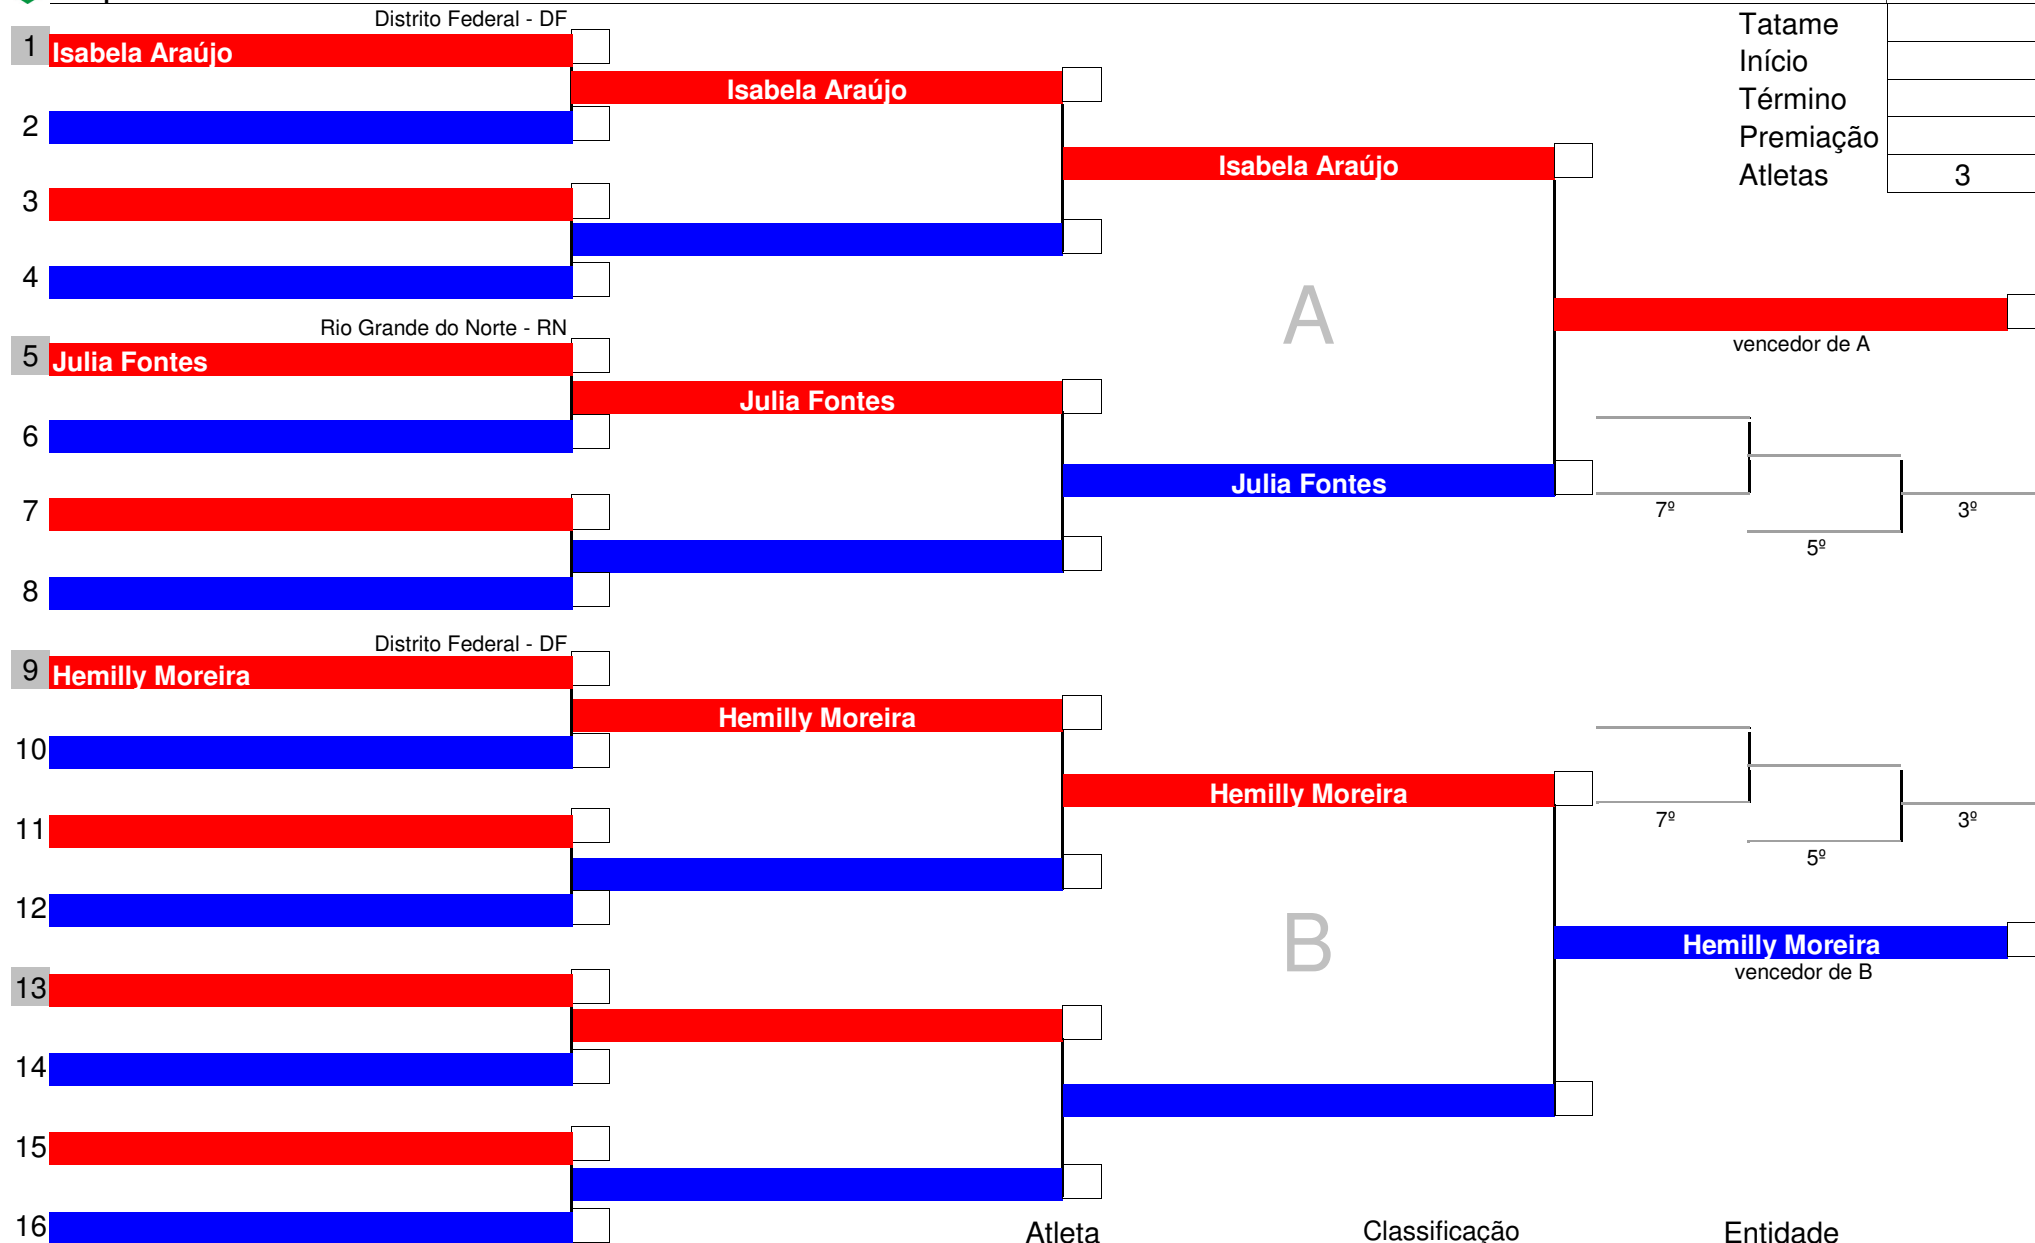 Distrito Federal - DF
Tatame
1 Isabela Araújo
Início
Isabela Araújo
Término
2
Premiação
Isabela Araújo
Atletas 3
3
4
A
Rio Grande do Norte - RN
vencedor de A
5 Julia Fontes
Julia Fontes
6
Julia Fontes
7
7º 3º
5º
8
Distrito Federal - DF
9 Hemilly Moreira
Hemilly Moreira
10
Hemilly Moreira
11
7º 3º
5º
12
B
Hemilly Moreira
vencedor de B
13
14
15
16
Atleta Classificação Entidade